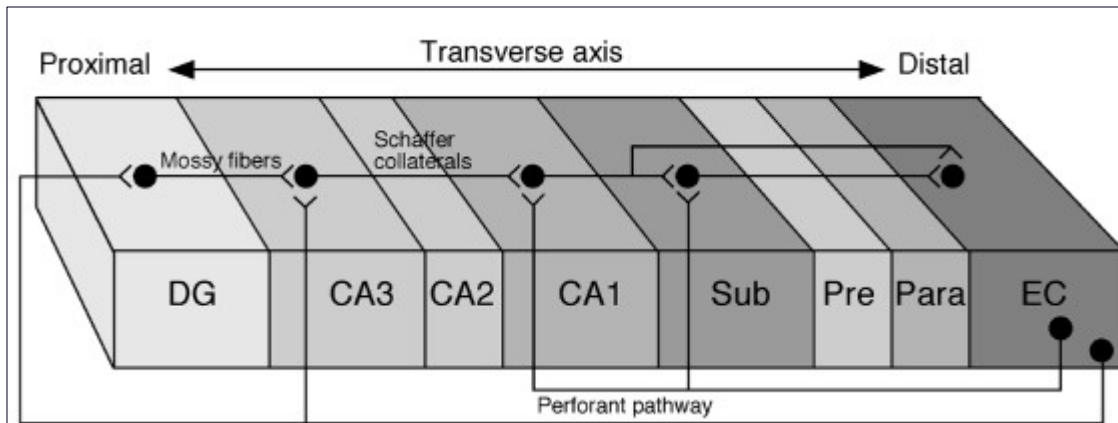 Transverse axis
Proximal
Distal
Mossy fibers
Schaffer
collaterals
DG
CA3
CA2
CA1
Sub
Pre
Para
EC
Perforant pathway